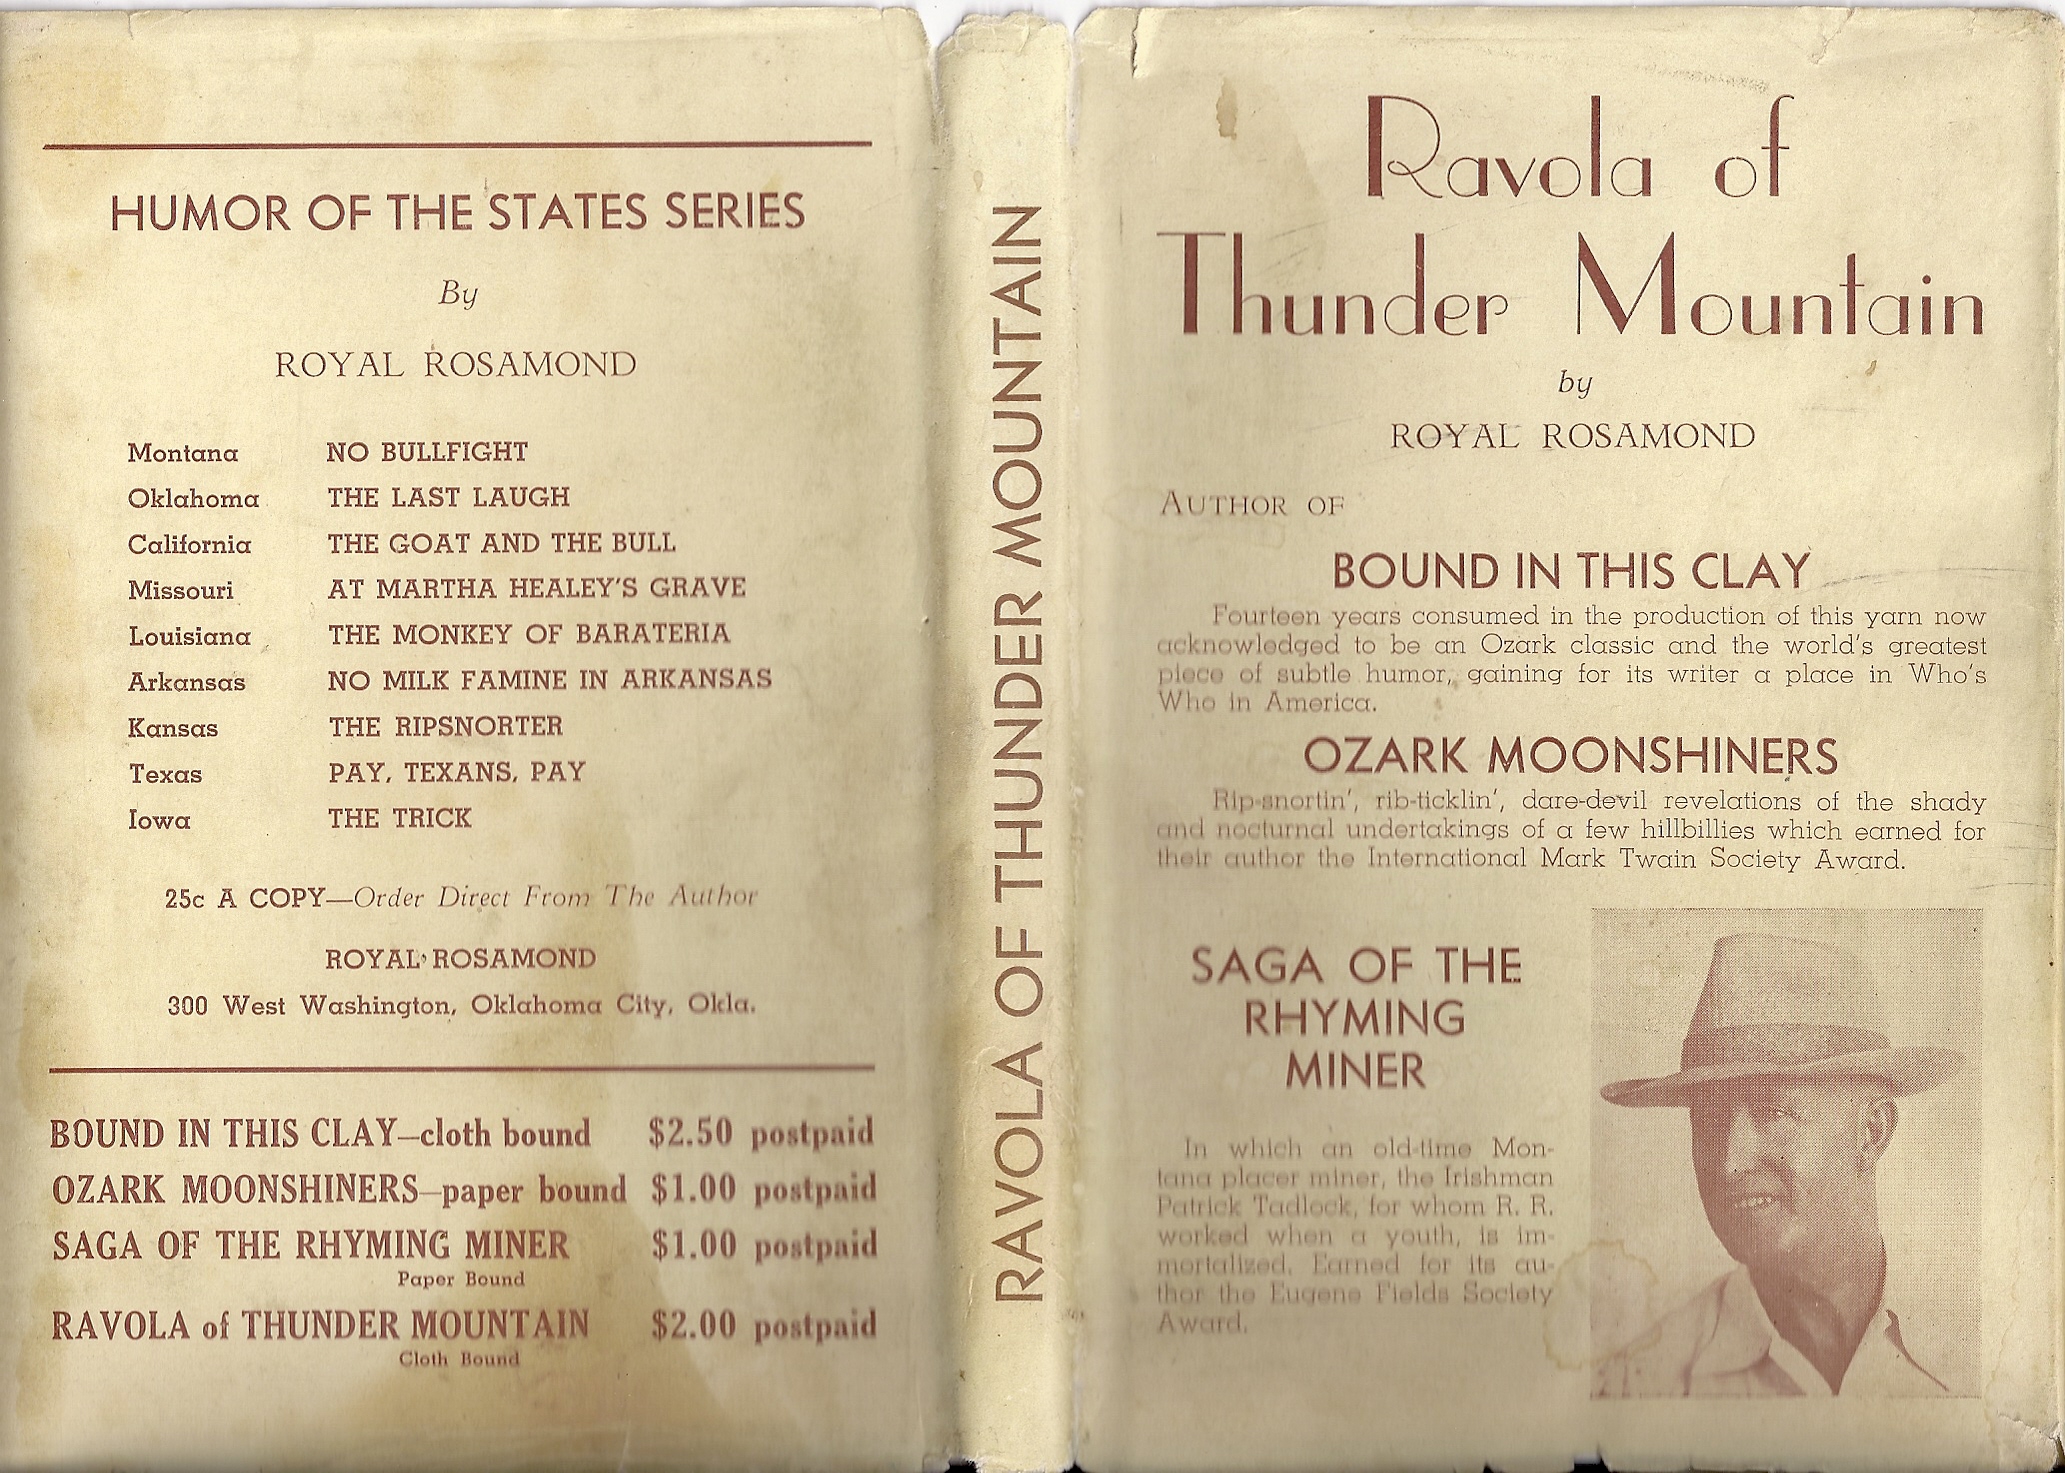 HUMOR OF THE STATES SERIES
By
ROYAL ROSAMOND
Montana NO BULLFIGHT
Oklahoma THE LAST LAUGH
California THE GOAT AND THE BULL
Missouri AT MARTHA HEALEY'S GRAVE
Louisiana THE MONKEY OF BARATERIA
Arkansas NO MILK FAMINE IN ARKANSAS
Kansas THE RIPSNORTER
Texas PAY, TEXANS, PAY
Iowa THE TRICK
25c A COPY—Order Direct From The Author
ROYAL ROSAMOND
300 West Washington, Oklahoma City, Okla.
BOUND IN THIS CLAY—cloth bound $2.50 postpaid
OZARK MOONSHINERS—paper bound $1.00 postpaid
SAGA OF THE RHYMING MINER $1.00 postpaid
Paper Bound
RAVOLA of THUNDER MOUNTAIN $2.00 postpaid
Cloth Bound
RAVOLA OF THUNDER MOUNTAIN
Ravola of
Thunder Mountain
by
ROYAL ROSAMOND
AUTHOR OF
BOUND IN THIS CLAY
Fourteen years consumed in the production of this yarn now
acknowledged to be an Ozark classic and the world's greatest
piece of subtle humor, gaining for its writer a place in Who's
Who in America.
OZARK MOONSHINERS
Rip-snortin', rib-ticklin', dare-devil revelations of the shady
and nocturnal undertakings of a few hillbillies which earned for
their author the International Mark Twain Society Award.
SAGA OF THE
RHYMING
MINER
In which an old-time Mon-
tana placer miner, the Irishman
Patrick Tadlock, for whom R. R.
worked when a youth, is im-
mortalized. Earned for its au-
thor the Eugene Fields Society
Award.